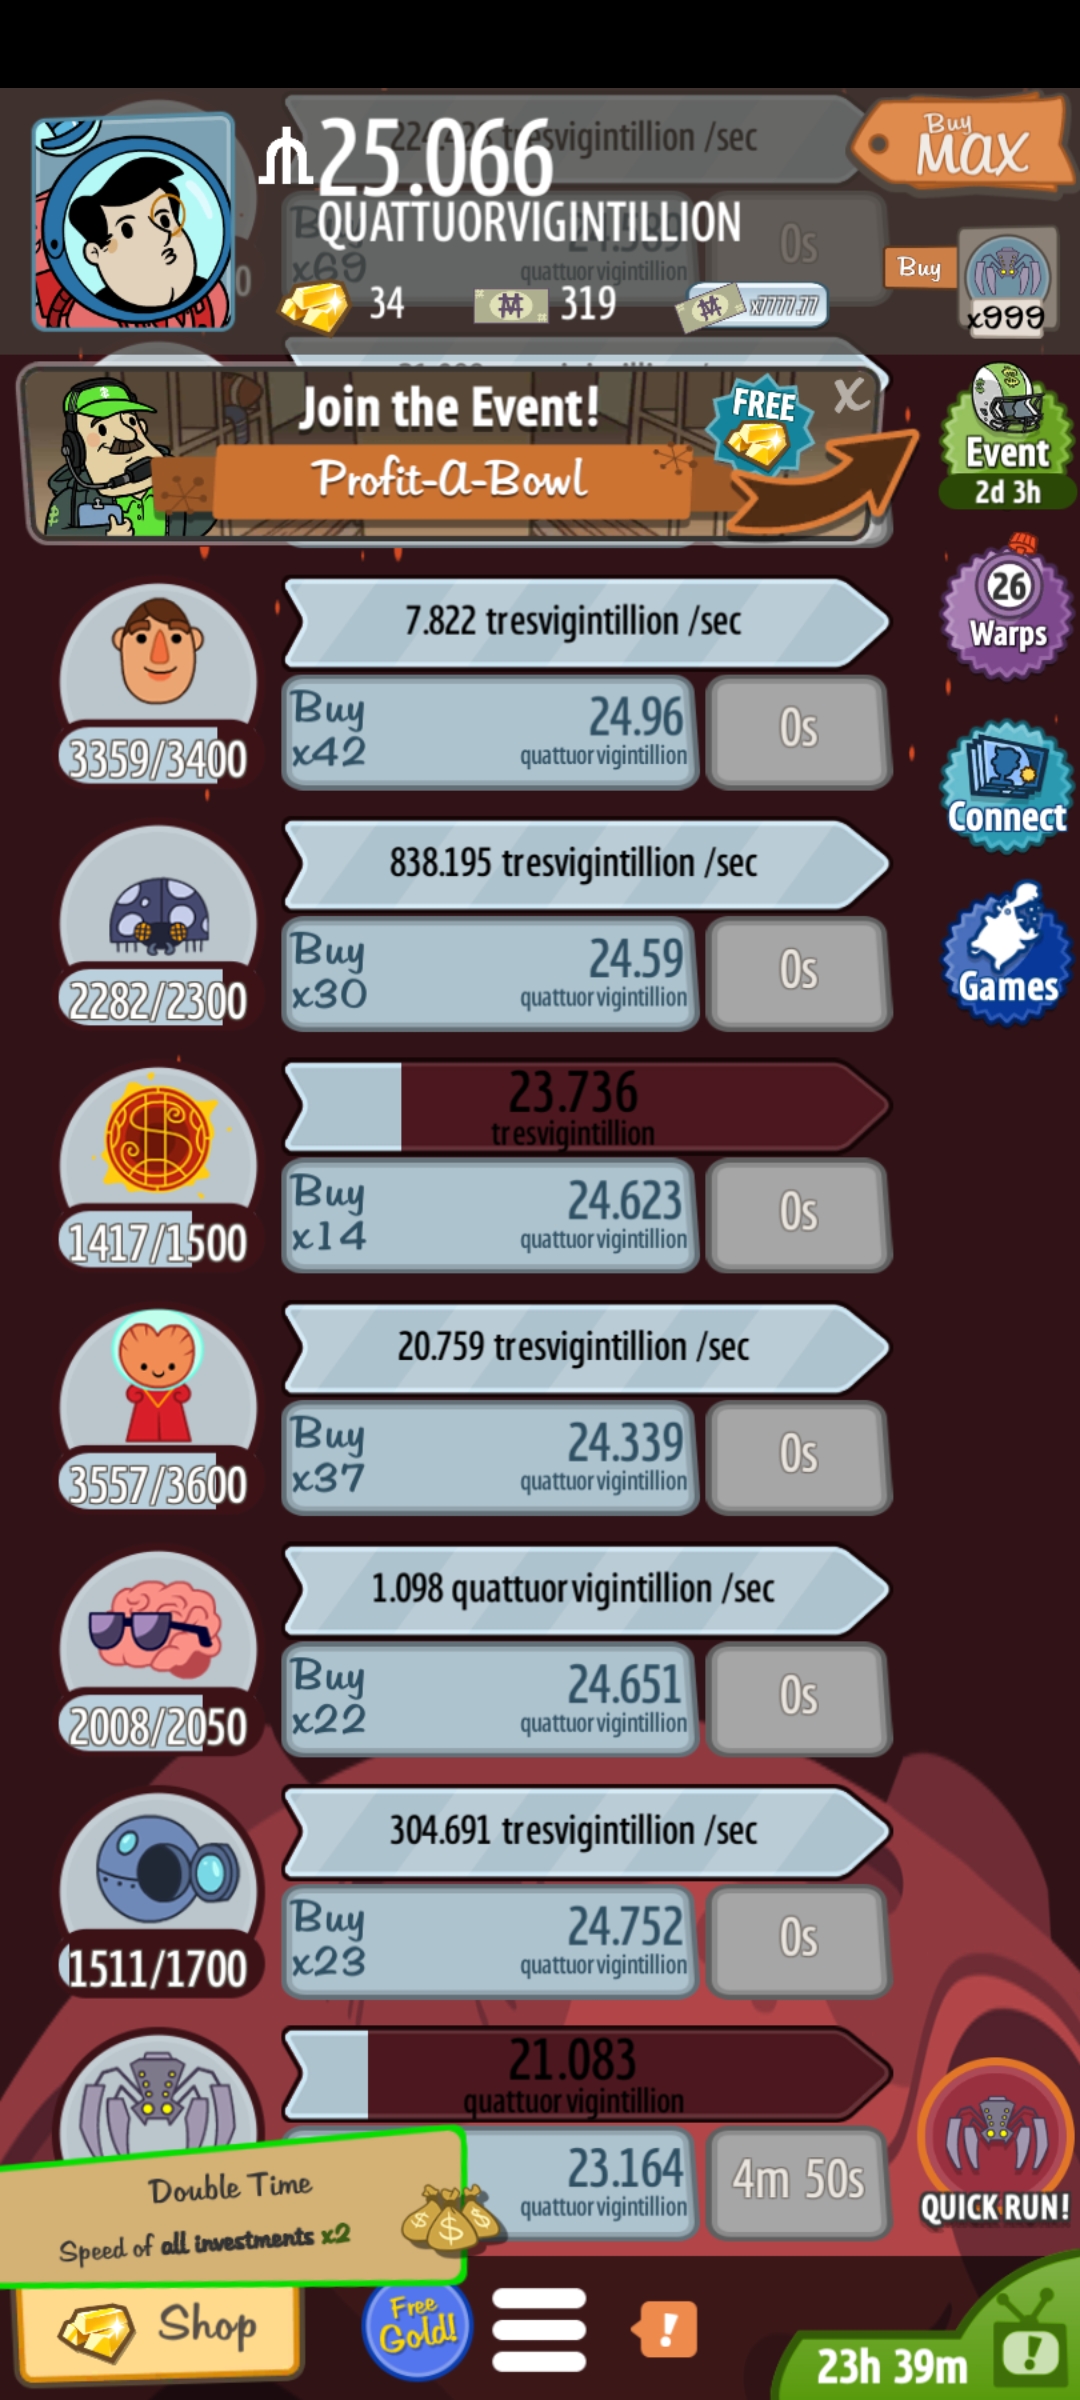 25.066
QUATTUORVIGINTILLION
tresvigintillion /sec
Buy
MAX
Buy
x69
quattuorvigintillion
0s
34
319
x7777.77
Buy
x999
Join the Event!
Profit-A-Bowl
FREE
X
Event
2d 3h
7.822 tresvigintillion /sec
3359/3400
Buy
x42
24.96
quattuorvigintillion
0s
26
Warps
838.195 tresvigintillion /sec
2282/2300
Buy
x30
24.59
quattuorvigintillion
0s
Connect
Games
23.736
tresvigintillion
1417/1500
Buy
x14
24.623
quattuorvigintillion
0s
20.759 tresvigintillion /sec
3557/3600
Buy
x37
24.339
quattuorvigintillion
0s
1.098 quattuorvigintillion /sec
2008/2050
Buy
x22
24.651
quattuorvigintillion
0s
304.691 tresvigintillion /sec
1511/1700
Buy
x23
24.752
quattuorvigintillion
0s
21.083
quattuorvigintillion
23.164
quattuorvigintillion
4m 50s
QUICK RUN!
Double Time
Speed of all investments x2
Shop
Free
Gold!
!
23h 39m
!